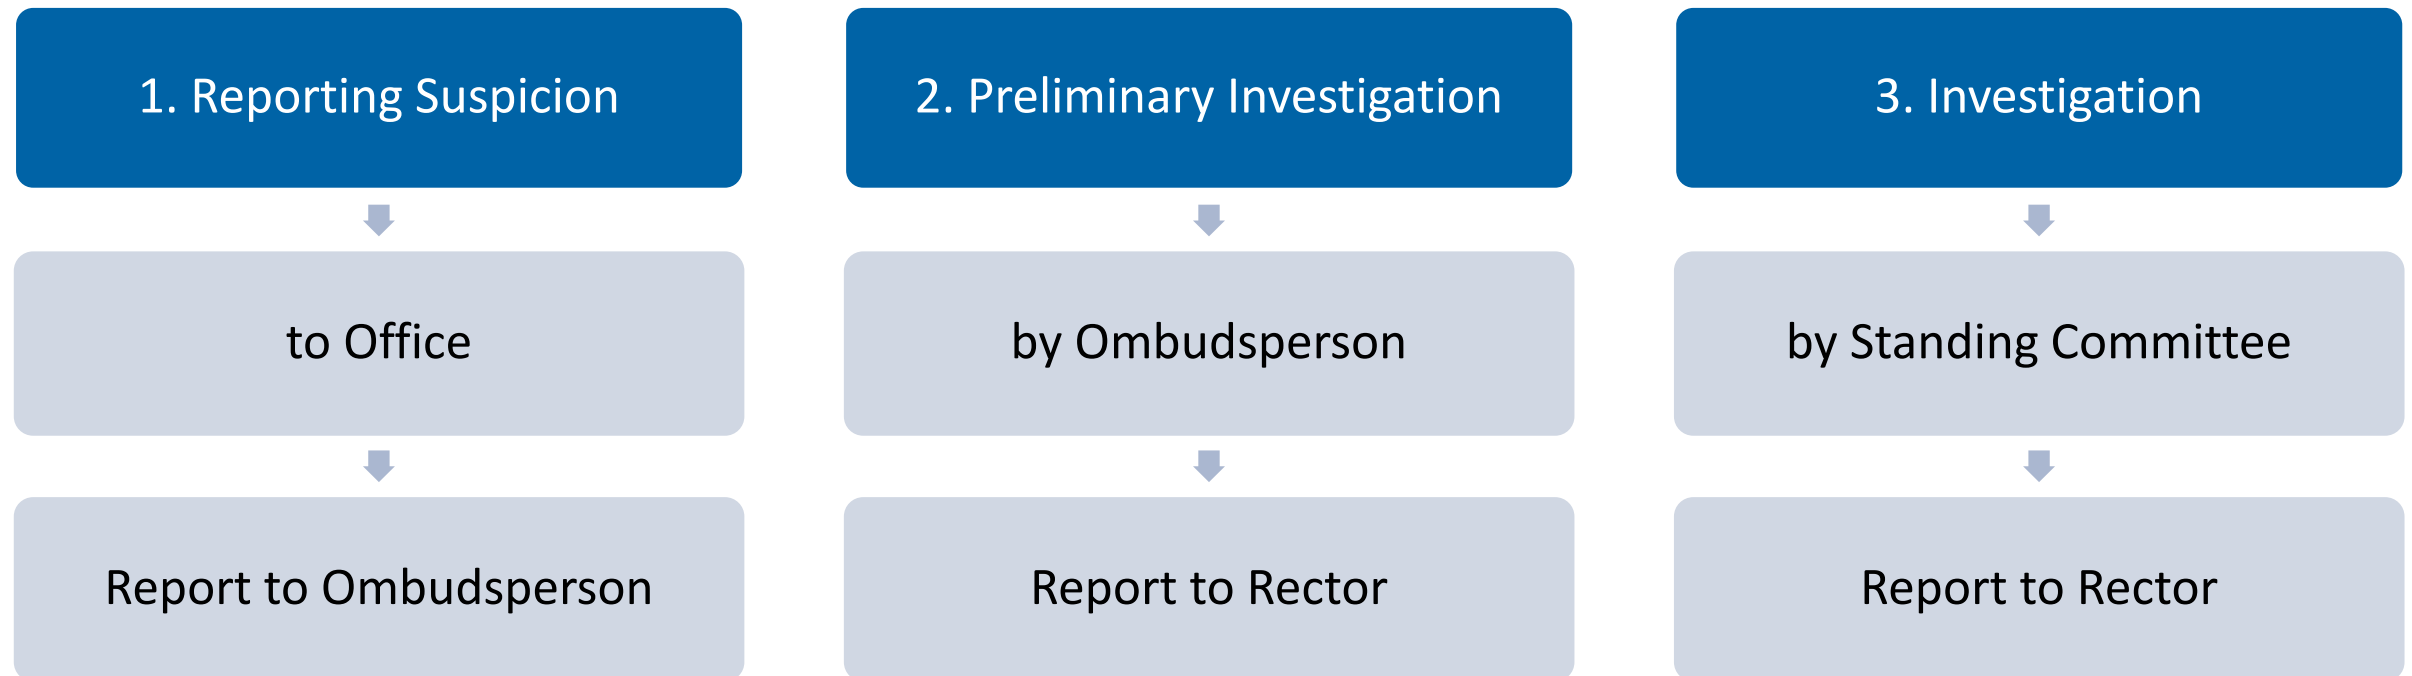 1. Reporting Suspicion
to Office
Report to Ombudsperson
2. Preliminary Investigation
by Ombudsperson
Report to Rector
3. Investigation
by Standing Committee
Report to Rector